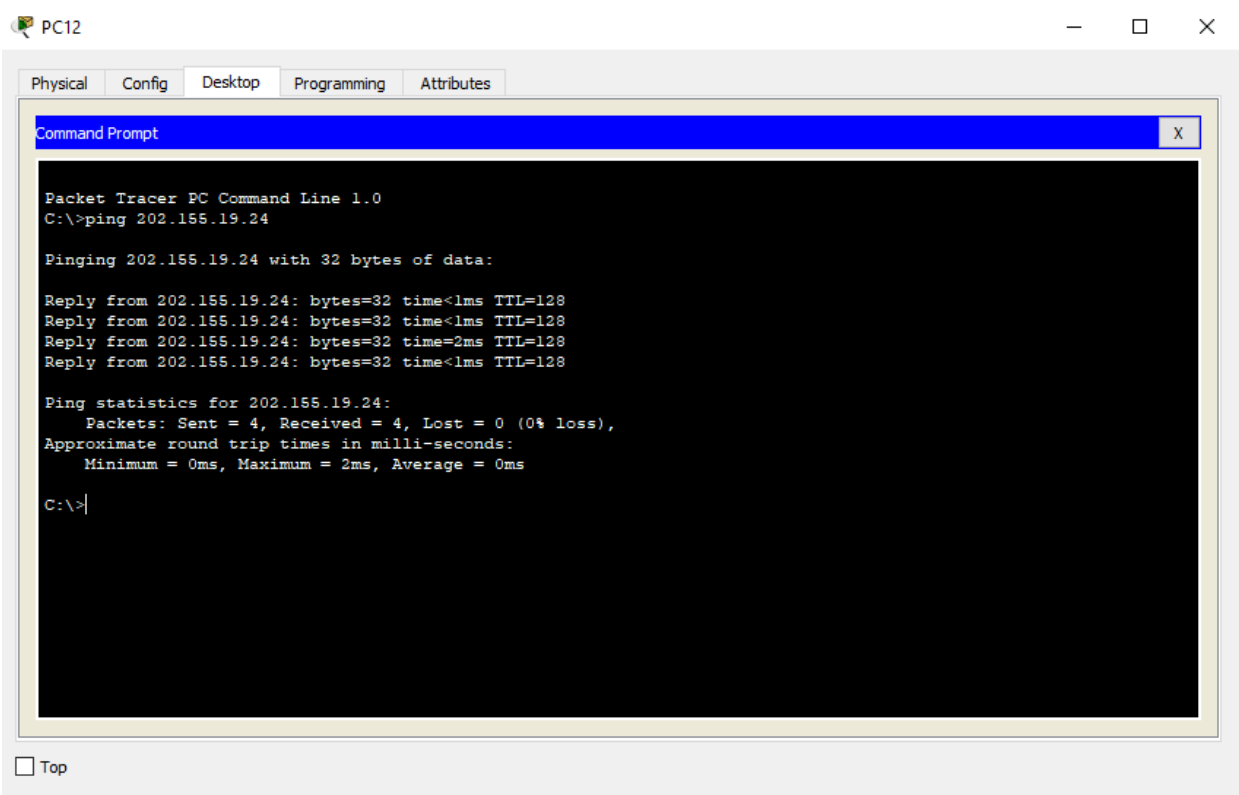 PC12
Physical Config Desktop Programming Attributes
Command Prompt X
Packet Tracer PC Command Line 1.0
C:\>ping 202.155.19.24
Pinging 202.155.19.24 with 32 bytes of data:
Reply from 202.155.19.24: bytes=32 time<1ms TTL=128
Reply from 202.155.19.24: bytes=32 time<1ms TTL=128
Reply from 202.155.19.24: bytes=32 time=2ms TTL=128
Reply from 202.155.19.24: bytes=32 time<1ms TTL=128
Ping statistics for 202.155.19.24:
Packets: Sent = 4, Received = 4, Lost = 0 (0% loss),
Approximate round trip times in milli-seconds:
Minimum = 0ms, Maximum = 2ms, Average = 0ms
C:\>
Top